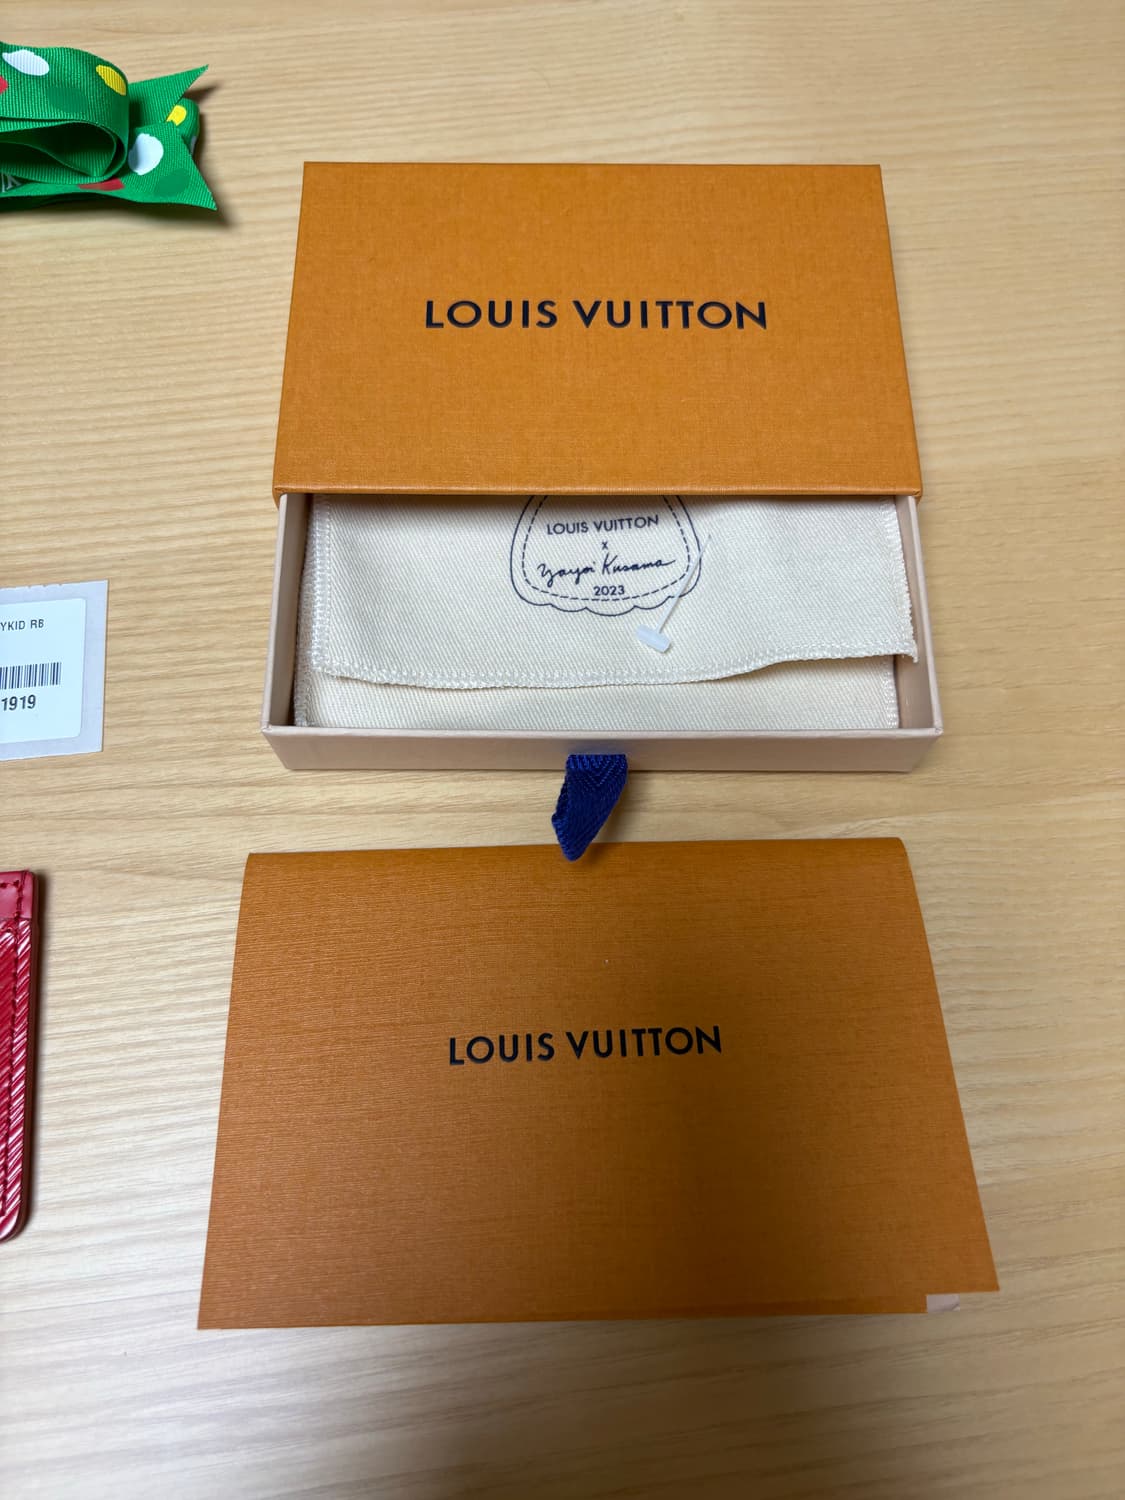 LOUIS VUITTON
LOUIS VUITTON
x
Yayoi Kusama
2023
YKID RB
1919
LOUIS VUITTON